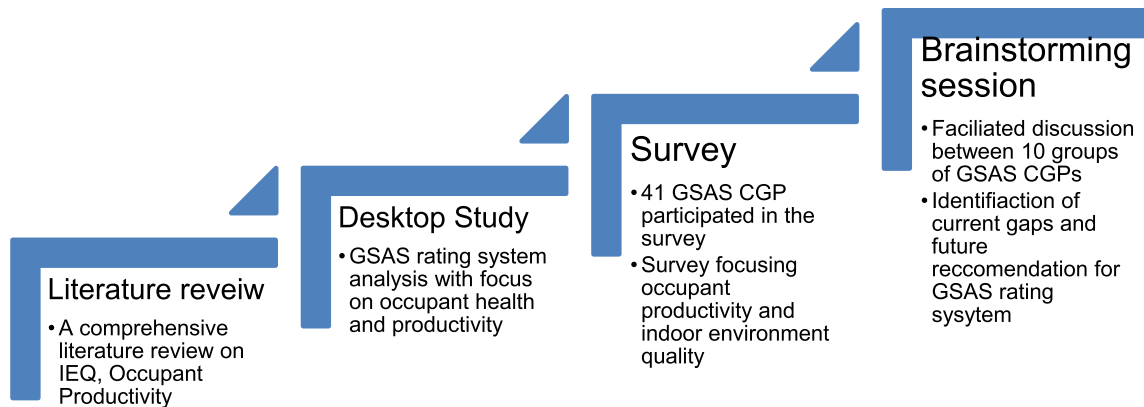 Literature reveiw
•A comprehensive
literature review on
IEQ, Occupant
Productivity
Desktop Study
•GSAS rating system
analysis with focus
on occupant health
and productivity
Survey
•41 GSAS CGP
participated in the
survey
•Survey focusing
occupant
productivity and
indoor environment
quality
Brainstorming
session
•Faciliated discussion
between 10 groups
of GSAS CGPs
•Identifiaction of
current gaps and
future
reccomendation for
GSAS rating
sysytem